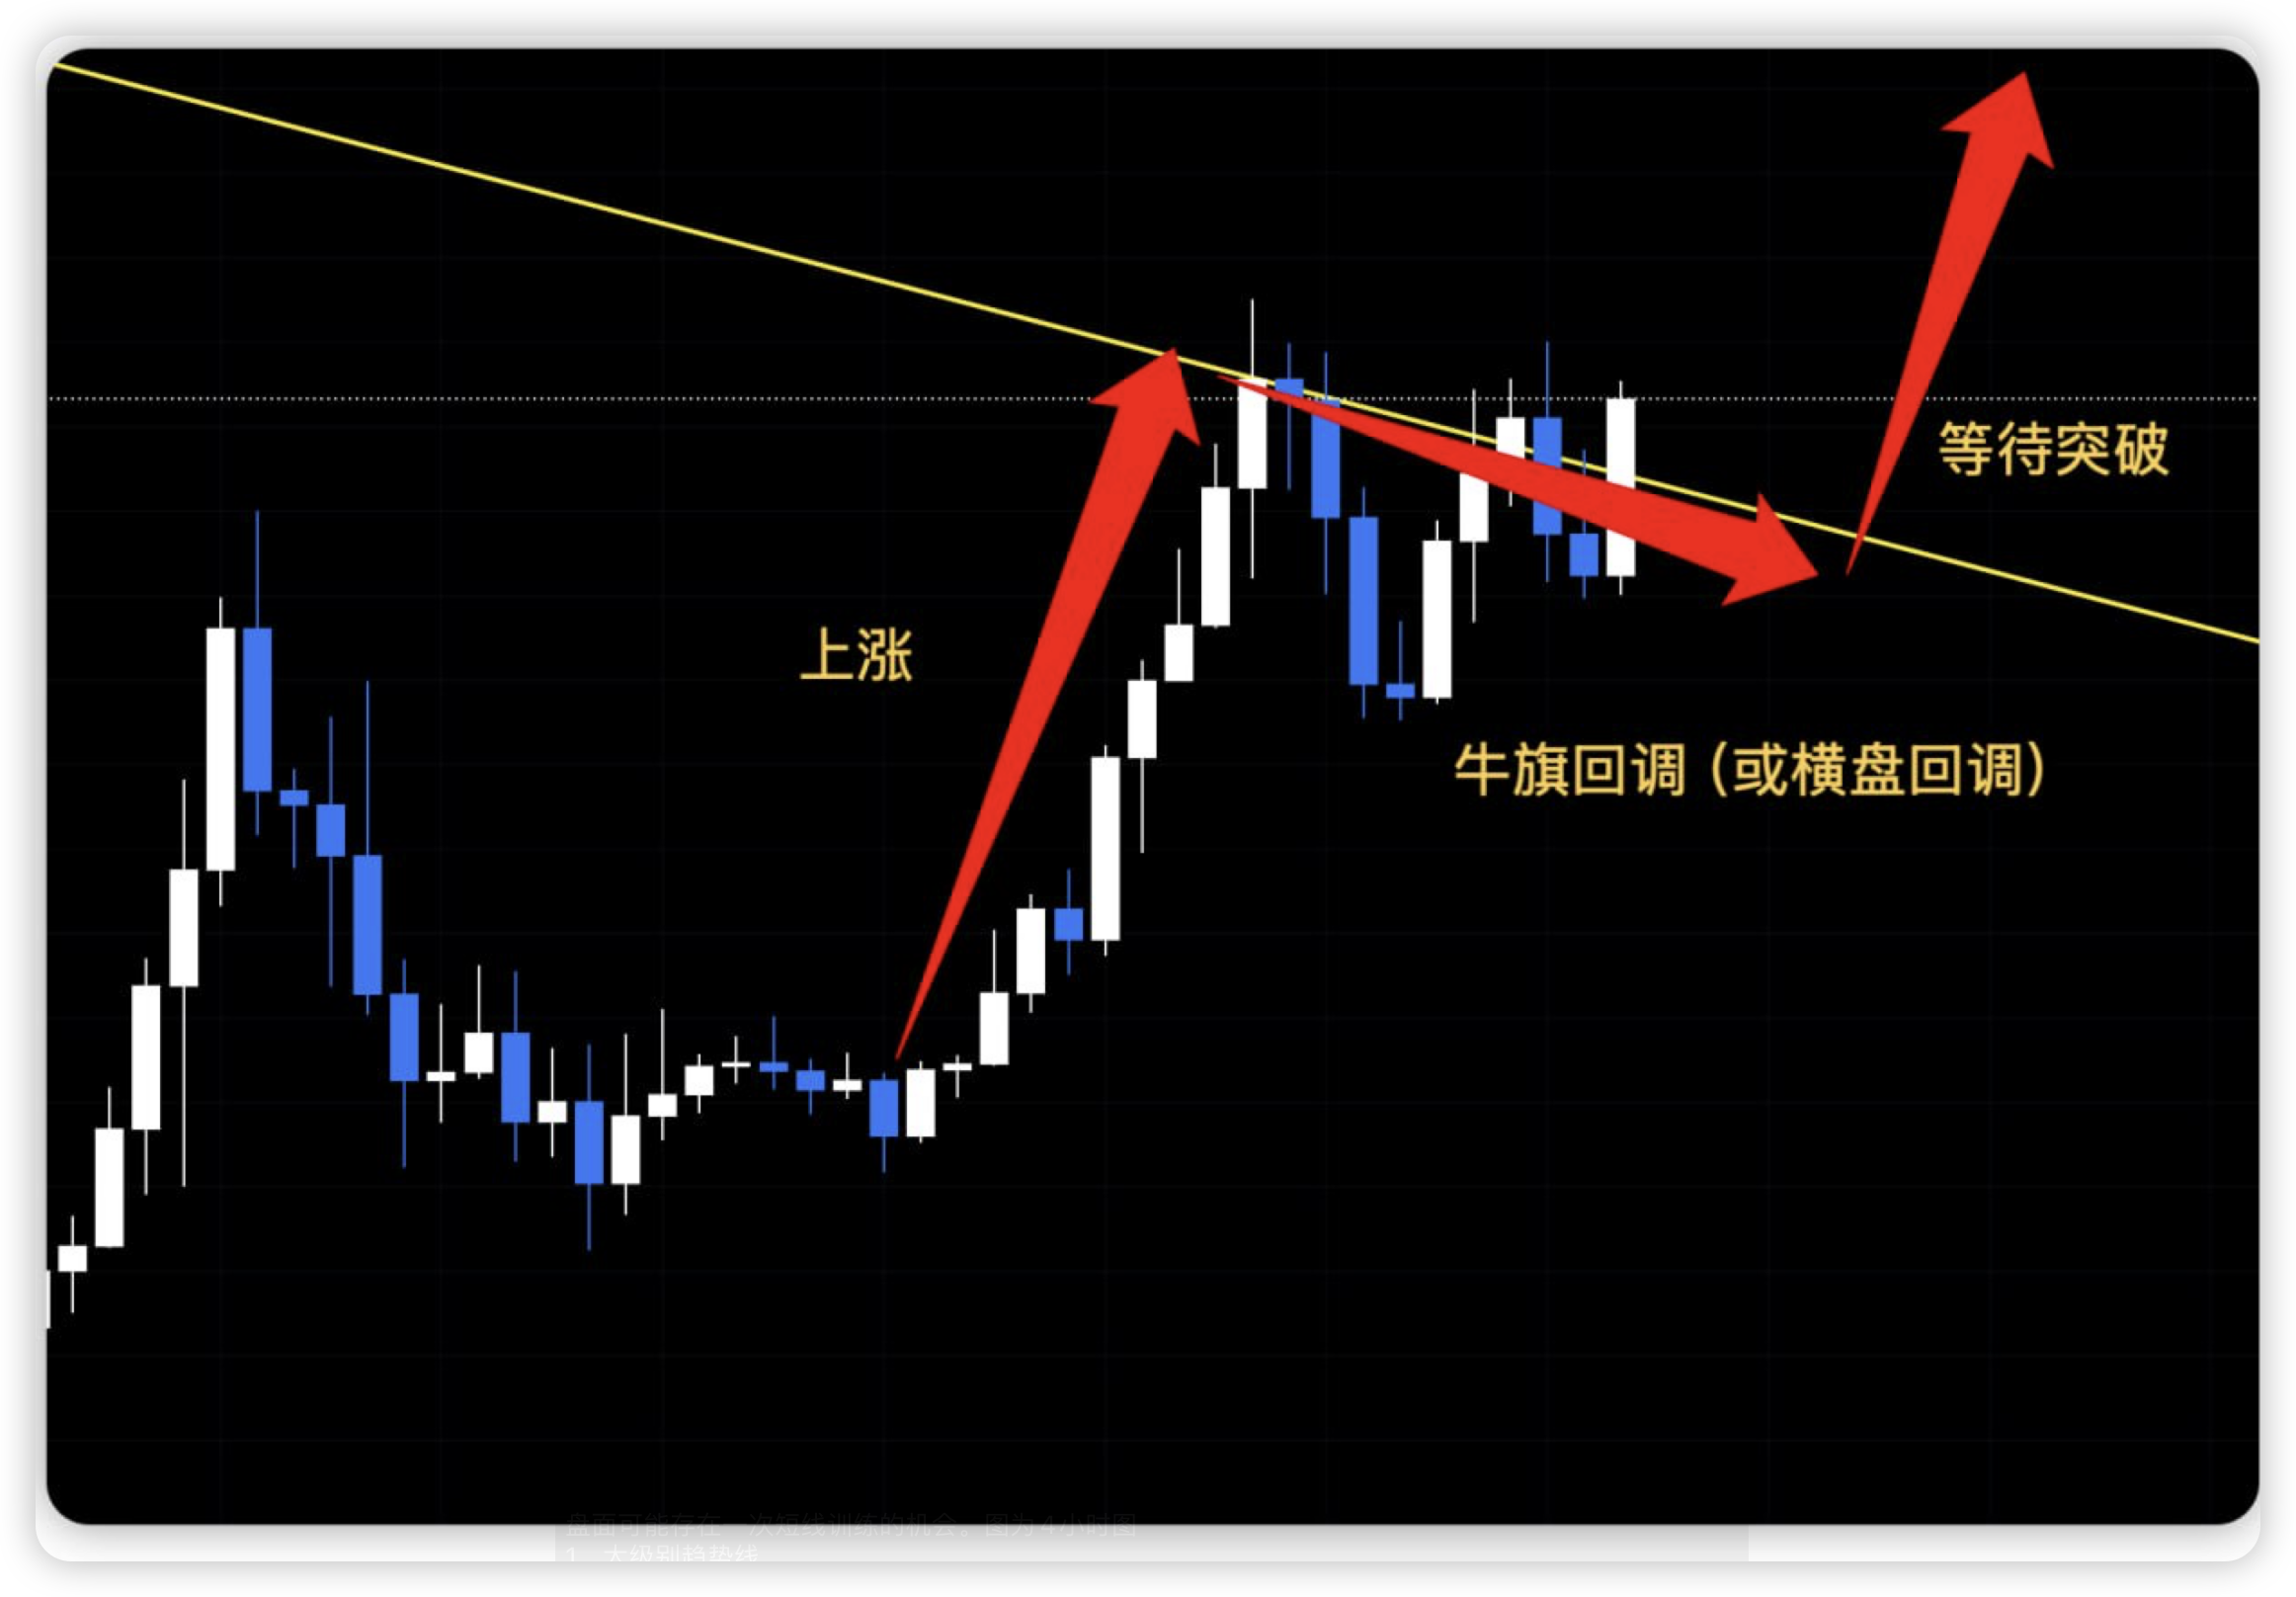 等待突破
上涨
牛旗回调（或横盘回调）
盘面可能存在一次短线训练的机会。图为4小时图
1、大级别趋势线